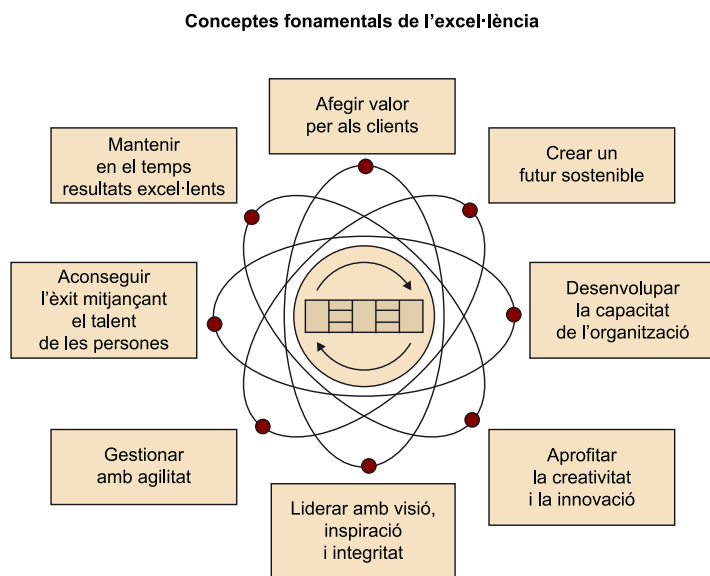 Conceptes fonamentals de l’excel·lència
Afegir valor
per als clients
Mantenir
en el temps
resultats excel·lents
Crear un
futur sostenible
Aconseguir
l’èxit mitjançant
el talent
de les persones
Desenvolupar
la capacitat
de l’organització
Gestionar
amb agilitat
Aprofitar
la creativitat
i la innovació
Liderar amb visió,
inspiració
i integritat